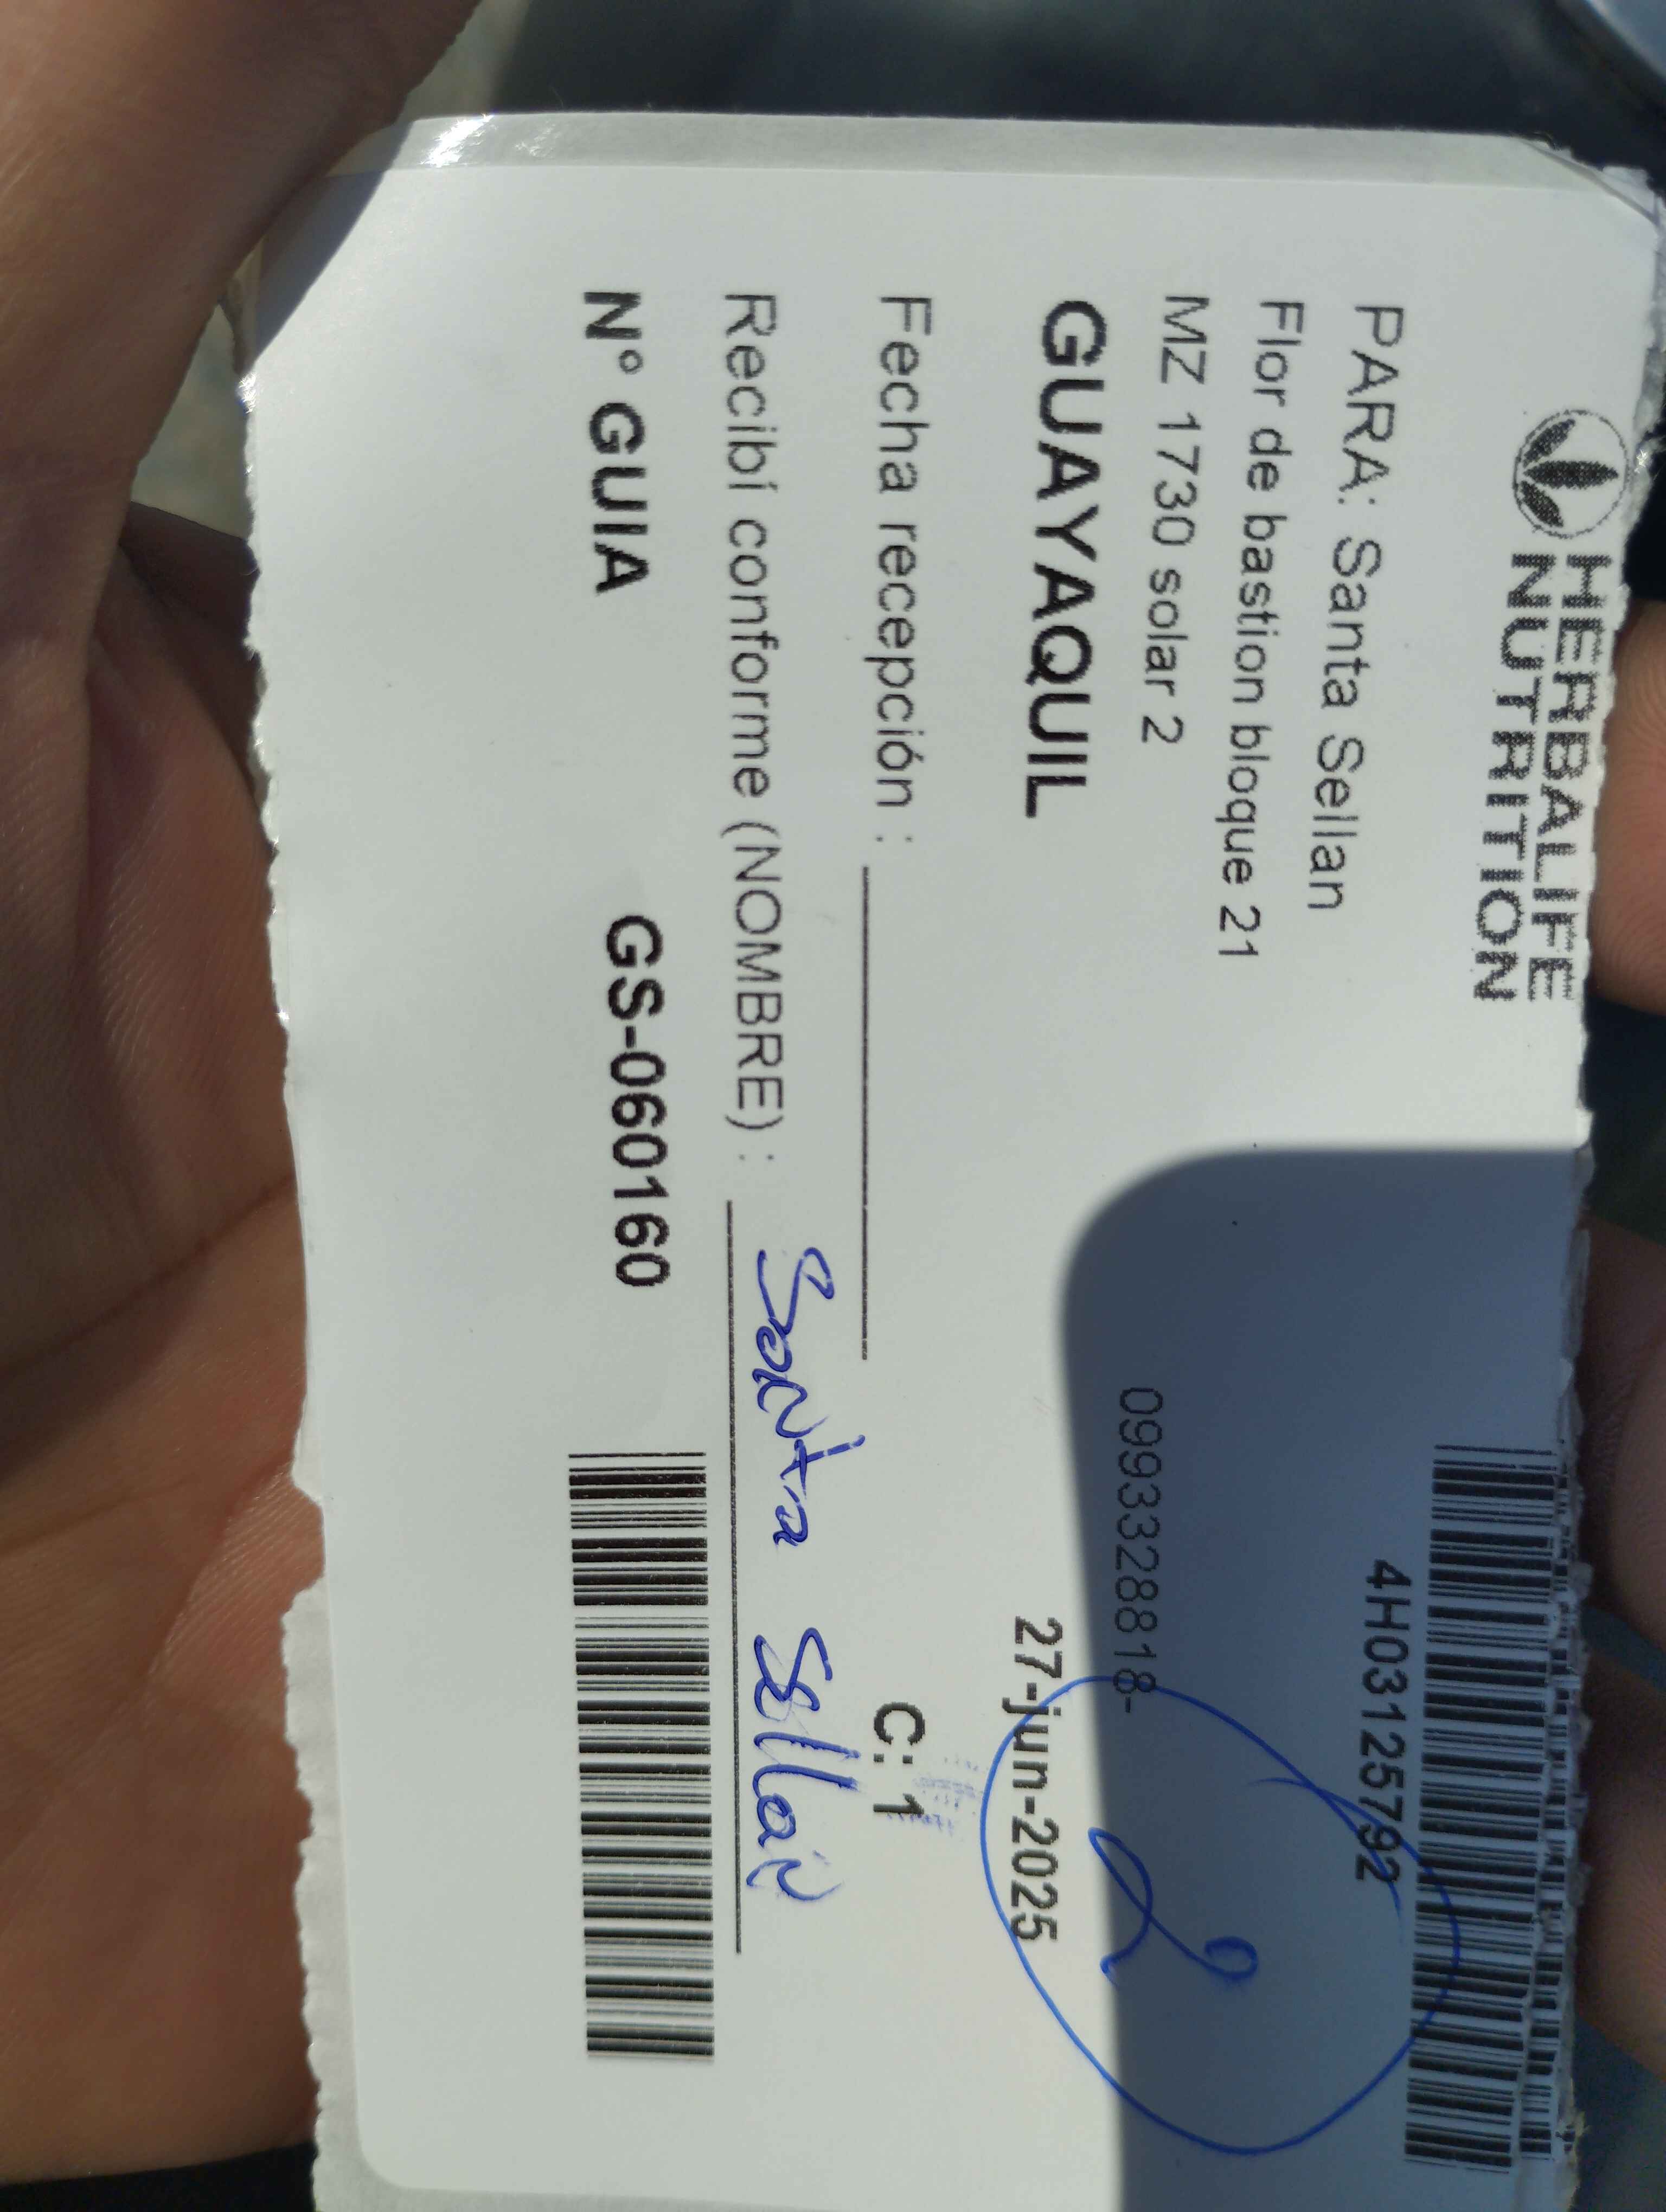 HERBALIFE
NUTRITION
4H03125792
PARA: Santa Sellan
Flor de bastion bloque 21
MZ 1730 solar 2
0993328818-
2
GUAYAQUIL
27-jun-2025
Fecha recepción :
C: 1
Recibí conforme (NOMBRE) : Santa Sellan
N° GUIA GS-060160